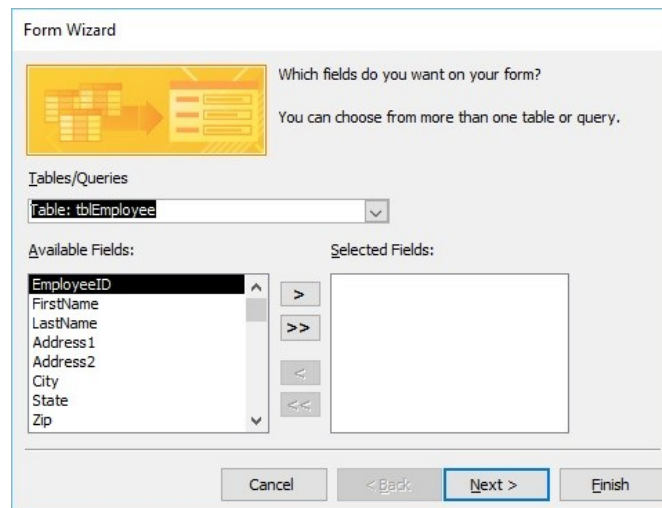 Form Wizard
Which fields do you want on your form?
You can choose from more than one table or query.
Tables/Queries
Table: tblEmployee
Available Fields:
Selected Fields:
EmployeeID
FirstName
LastName
Address1
Address2
City
State
Zip
>
>>
<
<<
Cancel
< Back
Next >
Finish